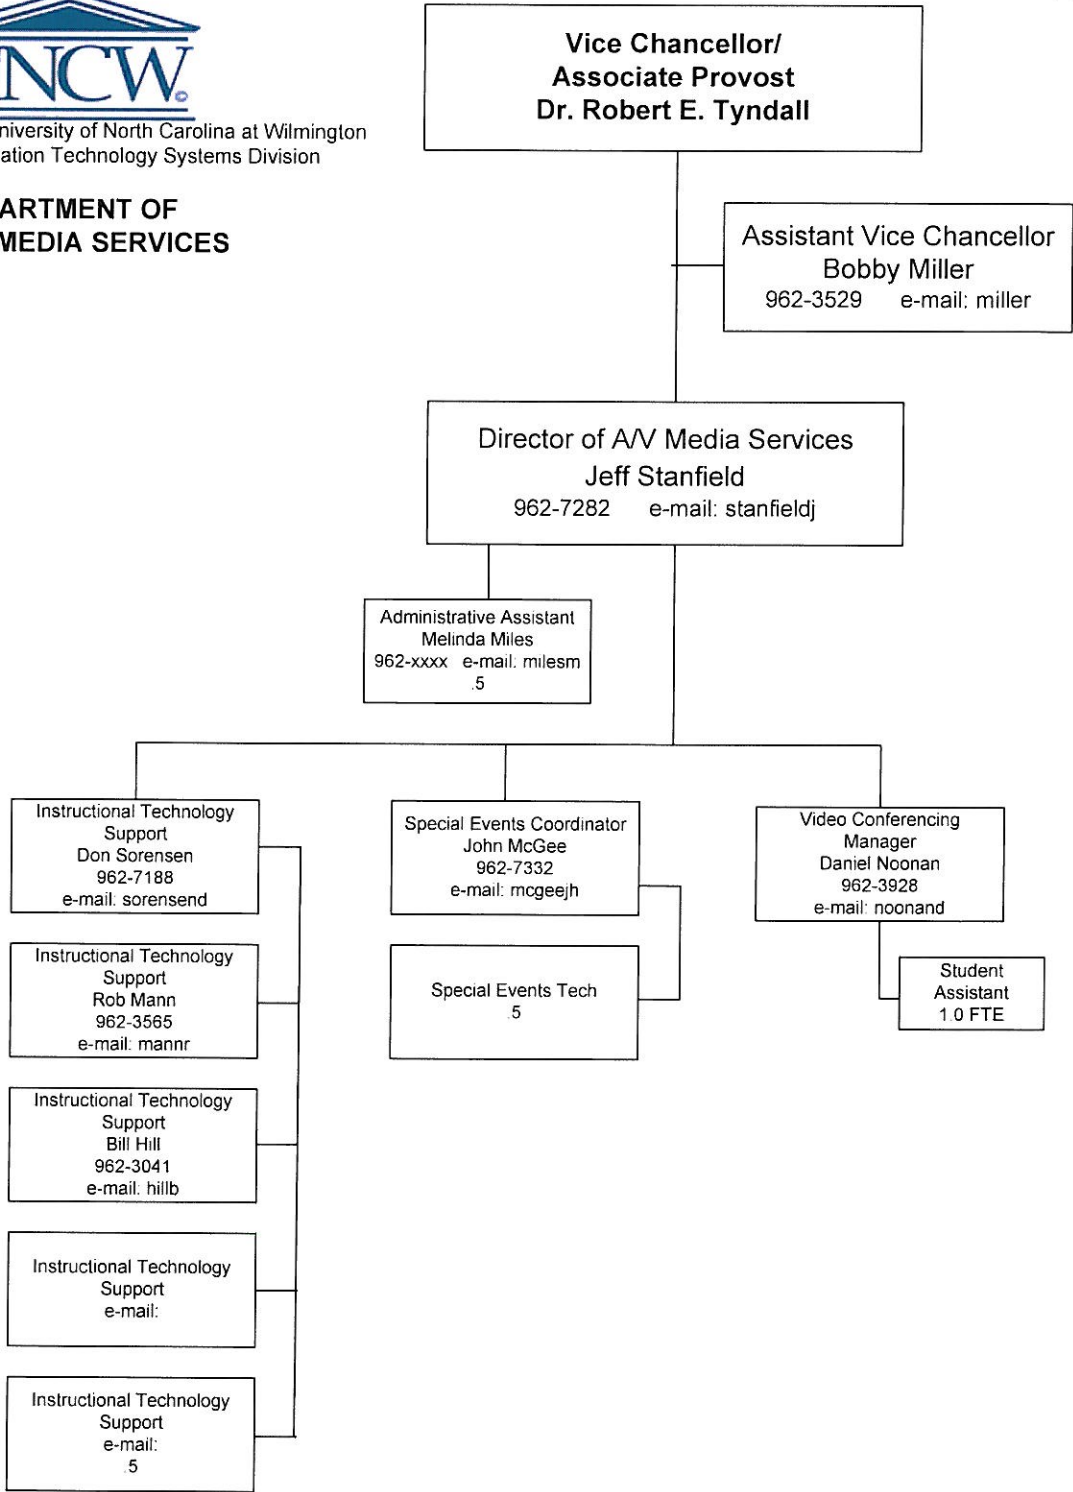 NCW
niversity of North Carolina at Wilmington
ation Technology Systems Division
ARTMENT OF
MEDIA SERVICES
Vice Chancellor/
Associate Provost
Dr. Robert E. Tyndall
Assistant Vice Chancellor
Bobby Miller
962-3529 e-mail: miller
Director of A/V Media Services
Jeff Stanfield
962-7282 e-mail: stanfieldj
Administrative Assistant
Melinda Miles
962-xxxx e-mail: milesm
.5
Instructional Technology
Support
Don Sorensen
962-7188
e-mail: sorensend
Instructional Technology
Support
Rob Mann
962-3565
e-mail: mannr
Instructional Technology
Support
Bill Hill
962-3041
e-mail: hillb
Instructional Technology
Support
e-mail:
Instructional Technology
Support
e-mail:
.5
Special Events Coordinator
John McGee
962-7332
e-mail: mcgeejh
Special Events Tech
.5
Video Conferencing
Manager
Daniel Noonan
962-3928
e-mail: noonand
Student
Assistant
1.0 FTE